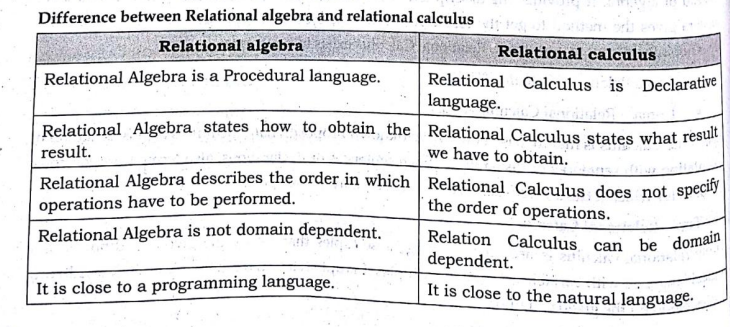 Difference between Relational algebra and relational calculus
Relational algebra
Relational calculus
Relational Algebra is a Procedural language.
Relational Calculus is Declarative
language.
Relational Algebra states how to obtain the
result.
Relational Calculus states what result
we have to obtain.
Relational Algebra describes the order in which
operations have to be performed.
Relational Calculus does not specify
the order of operations.
Relational Algebra is not domain dependent.
Relation Calculus can be domain
dependent.
It is close to a programming language.
It is close to the natural language.